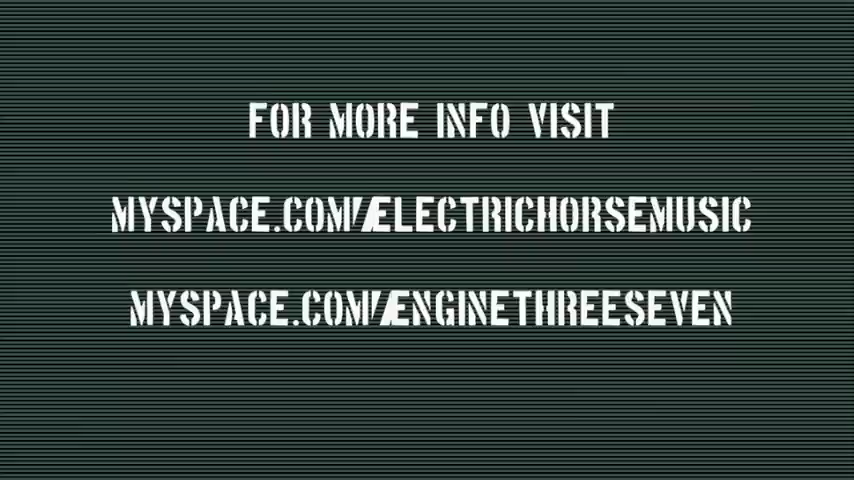 FOR MORE INFO VISIT
MYSPACE.COM/ELECTRICHORSEMUSIC
MYSPACE.COM/ENGINETHREESEVEN